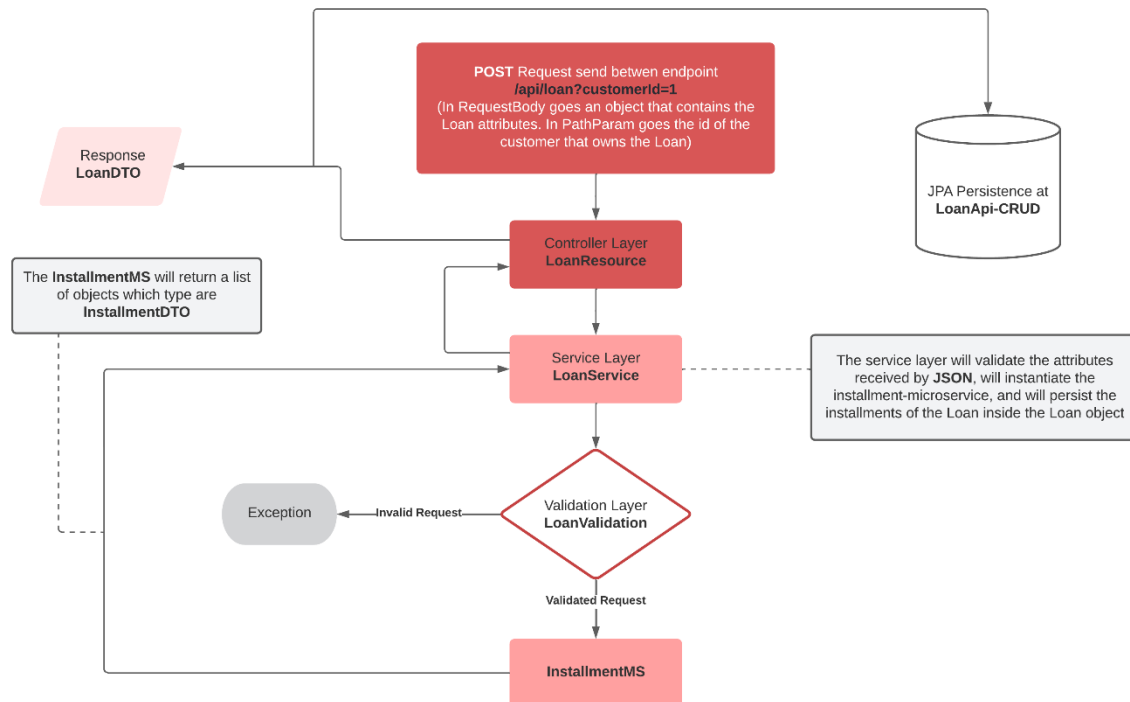 POST Request send betwen endpoint
/api/loan?customerId=1
(In RequestBody goes an object that contains the
Loan attributes. In PathParam goes the id of the
customer that owns the Loan)
Response
LoanDTO
JPA Persistence at
LoanApi-CRUD
Controller Layer
LoanResource
The InstallmentMS will return a list
of objects which type are
InstallmentDTO
Service Layer
LoanService
The service layer will validate the attributes
received by JSON, will instantiate the
installment-microservice, and will persist the
installments of the Loan inside the Loan object
Exception
Invalid Request
Validation Layer
LoanValidation
Validated Request
InstallmentMS